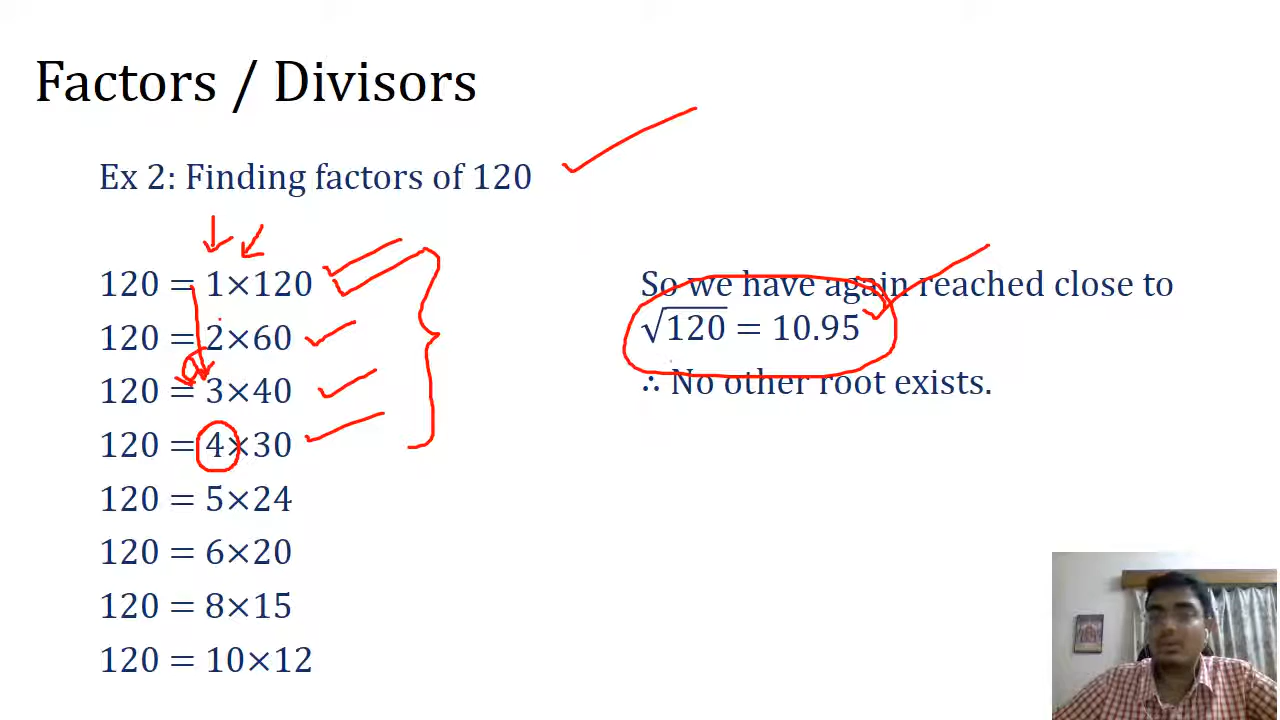 Factors / Divisors
Ex 2: Finding factors of 120
120 = 1×120
120 = 2×60
120 = 3×40
120 = 4×30
120 = 5×24
120 = 6×20
120 = 8×15
120 = 10×12
So we have again reached close to
√120 = 10.95
∴ No other root exists.